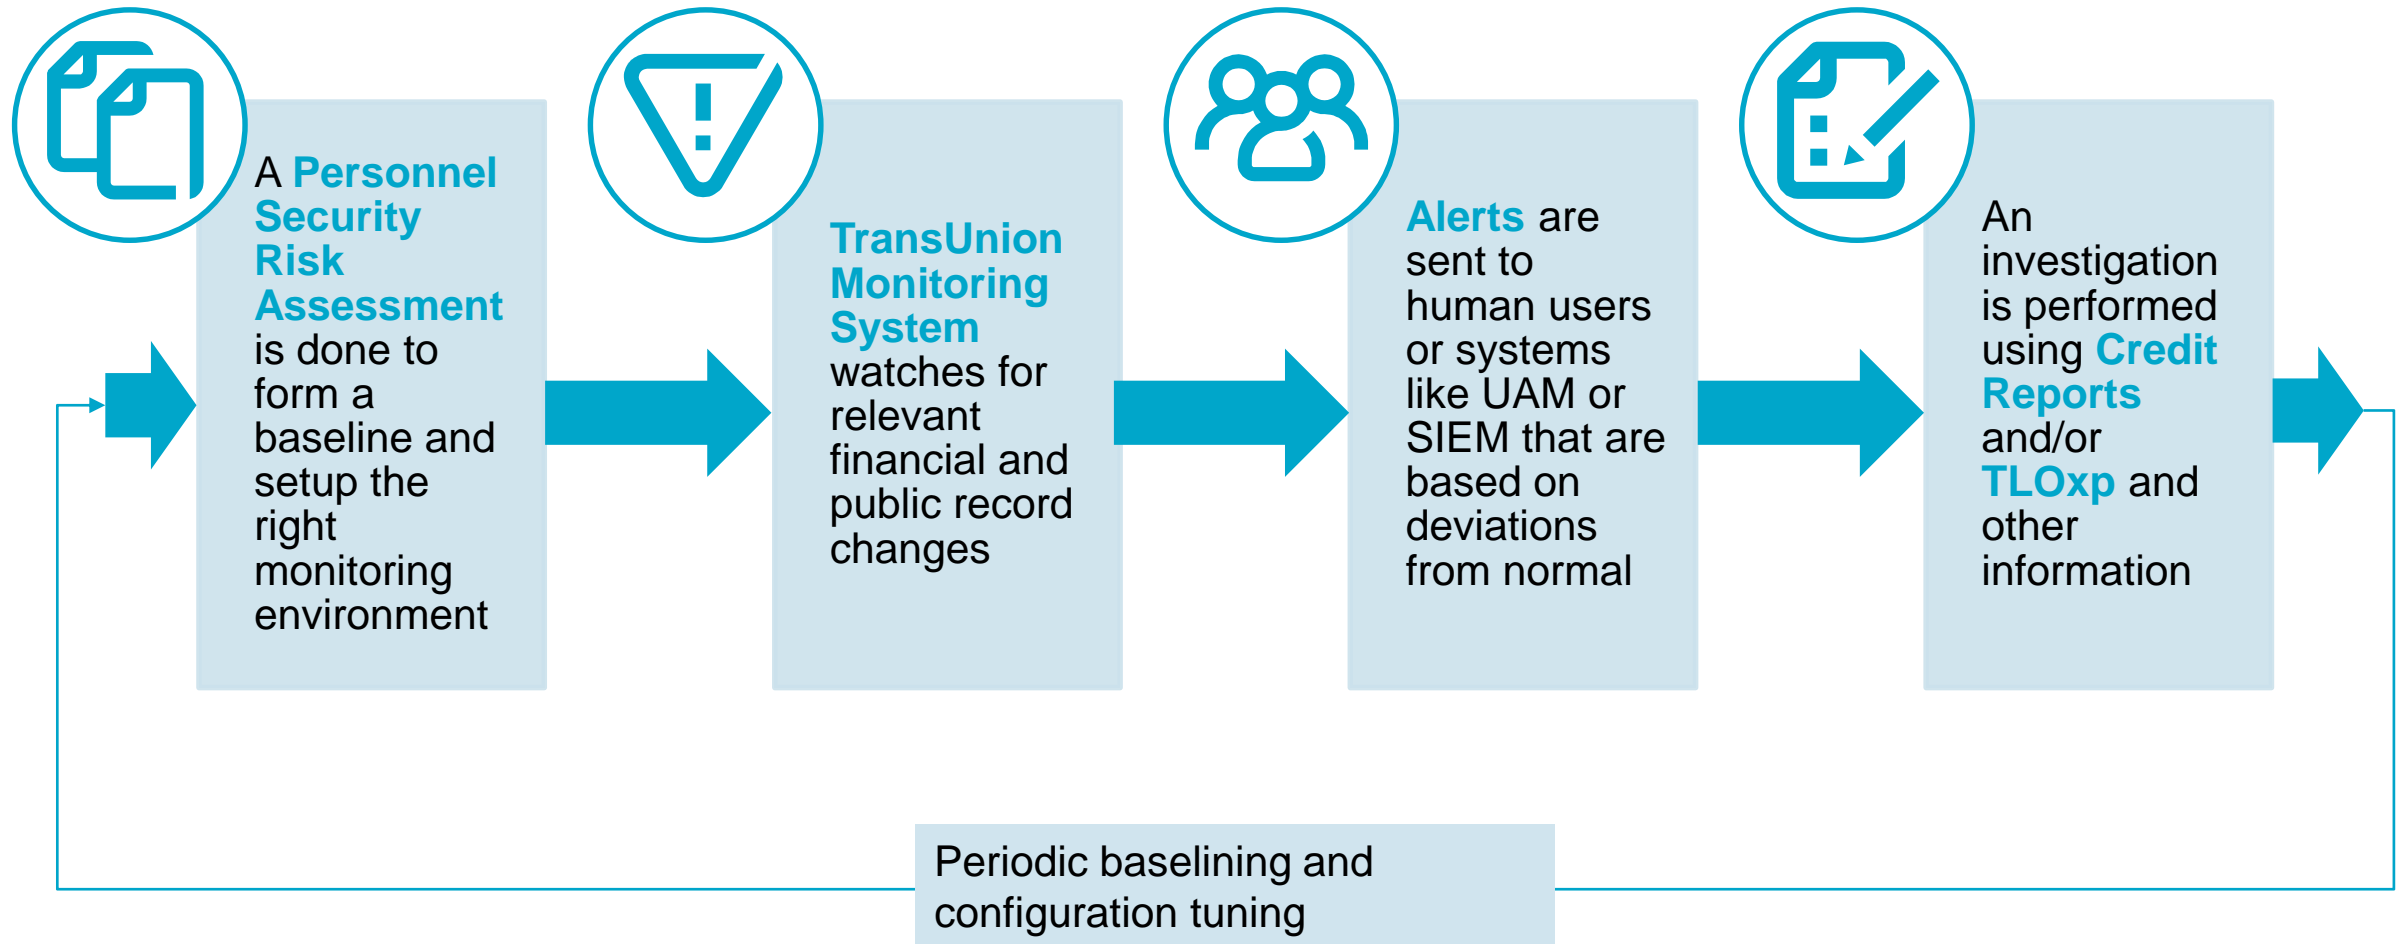 A Personnel
Security
Risk
Assessment
is done to
form a
baseline and
setup the
right
monitoring
environment
TransUnion
Monitoring
System
watches for
relevant
financial and
public record
changes
Alerts are
sent to
human users
or systems
like UAM or
SIEM that are
based on
deviations
from normal
An
investigation
is performed
using Credit
Reports
and/or
TLOxp and
other
information
Periodic baselining and
configuration tuning